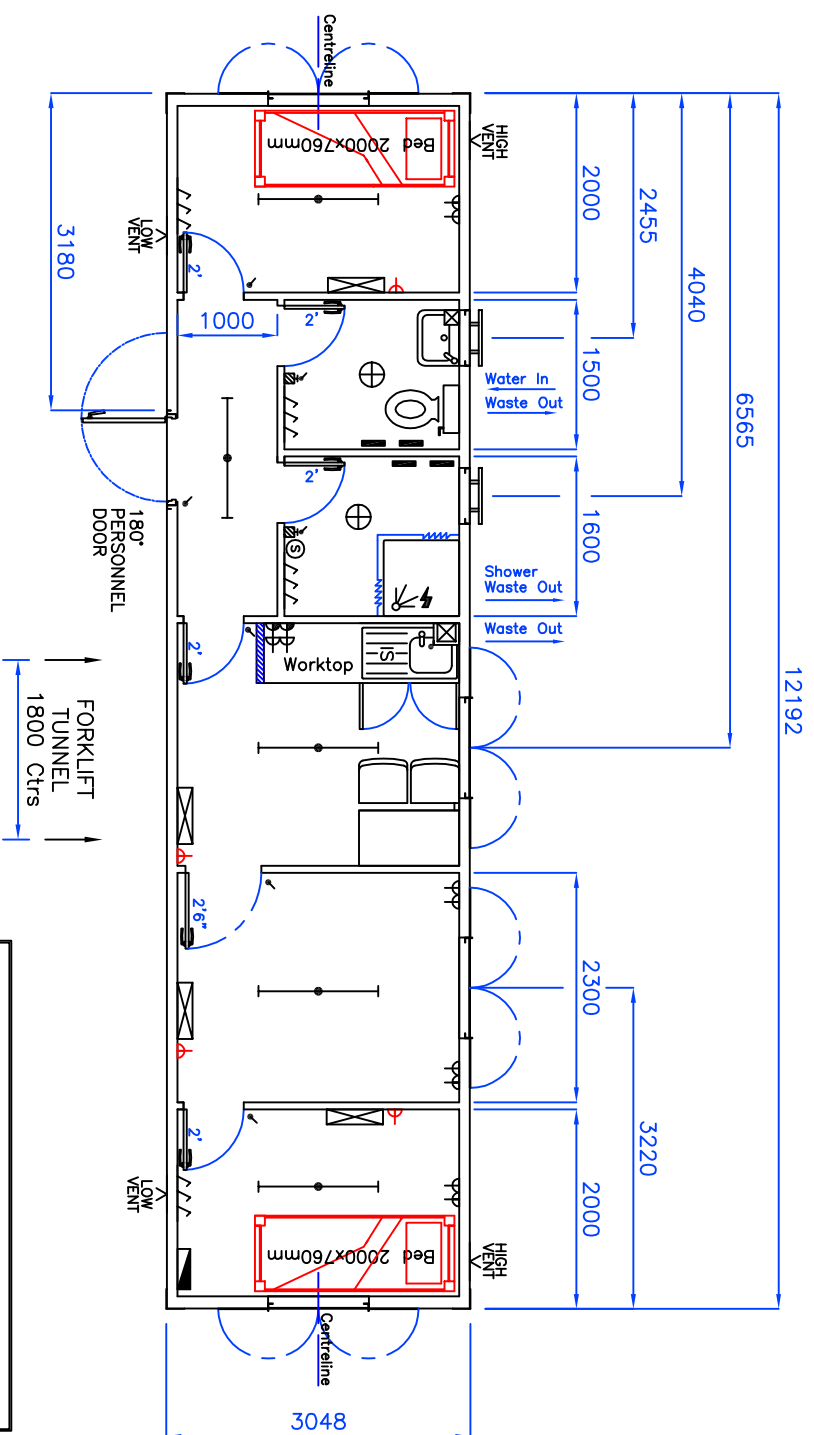 Centreline
HIGH
VENT
Bed 2000x760mm
LOW
VENT
2'
2000
2455
4040
6565
12192
3180
1000
2'
1500
Water In
Waste Out
2'
1600
180°
PERSONNEL
DOOR
S
Shower
Waste Out
Waste Out
2'
Worktop
IS
FORKLIFT
TUNNEL
1800 Ctrs
2'6"
2300
3220
2'
2000
LOW
VENT
Bed 2000x760mm
HIGH
VENT
Centreline
3048